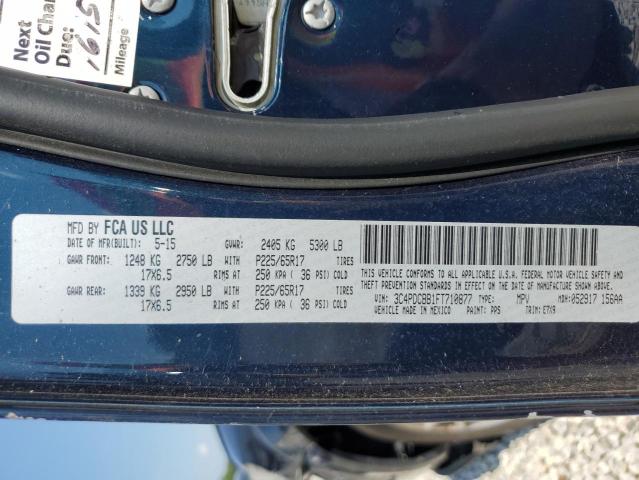 Next
Oil Chan
Due:
Mileage
MFD BY FCA US LLC
DATE OF MFR(BUILT): 5-15 GVWR: 2405 KG 5300 LB
GAWR FRONT: 1248 KG 2750 LB WITH P225/65R17 TIRES
17X6.5 RIMS AT 250 KPA ( 36 PSI) COLD
GAWR REAR: 1339 KG 2950 LB WITH P225/65R17 TIRES
17X6.5 RIMS AT 250 KPA ( 36 PSI) COLD
THIS VEHICLE CONFORMS TO ALL APPLICABLE U.S.A. FEDERAL MOTOR VEHICLE SAFETY AND
THEFT PREVENTION STANDARDS IN EFFECT ON THE DATE OF MANUFACTURE SHOWN ABOVE.
VIN: 3C4PDCBB1FT710877 TYPE: MPV MDH:052917 156AA
VEHICLE MADE IN MEXICO PAINT: PPS TRIM: E7X9